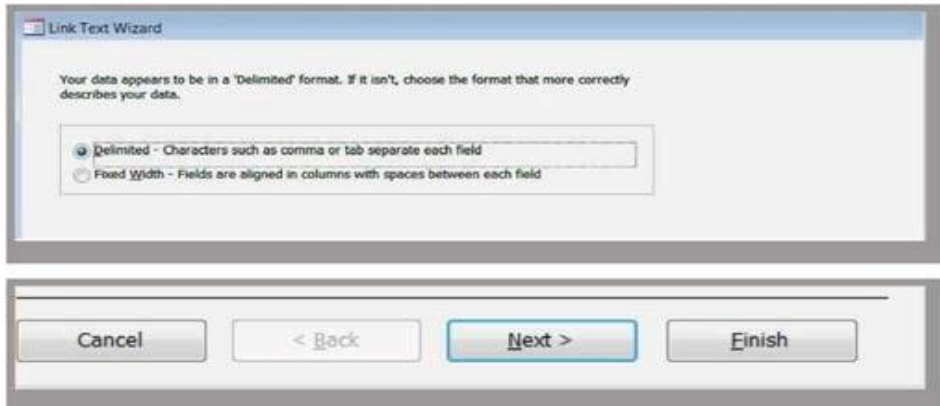 Link Text Wizard
Your data appears to be in a 'Delimited' format. If it isn't, choose the format that more correctly
describes your data.
Delimited - Characters such as comma or tab separate each field
Fixed Width - Fields are aligned in columns with spaces between each field
Cancel
< Back
Next >
Finish